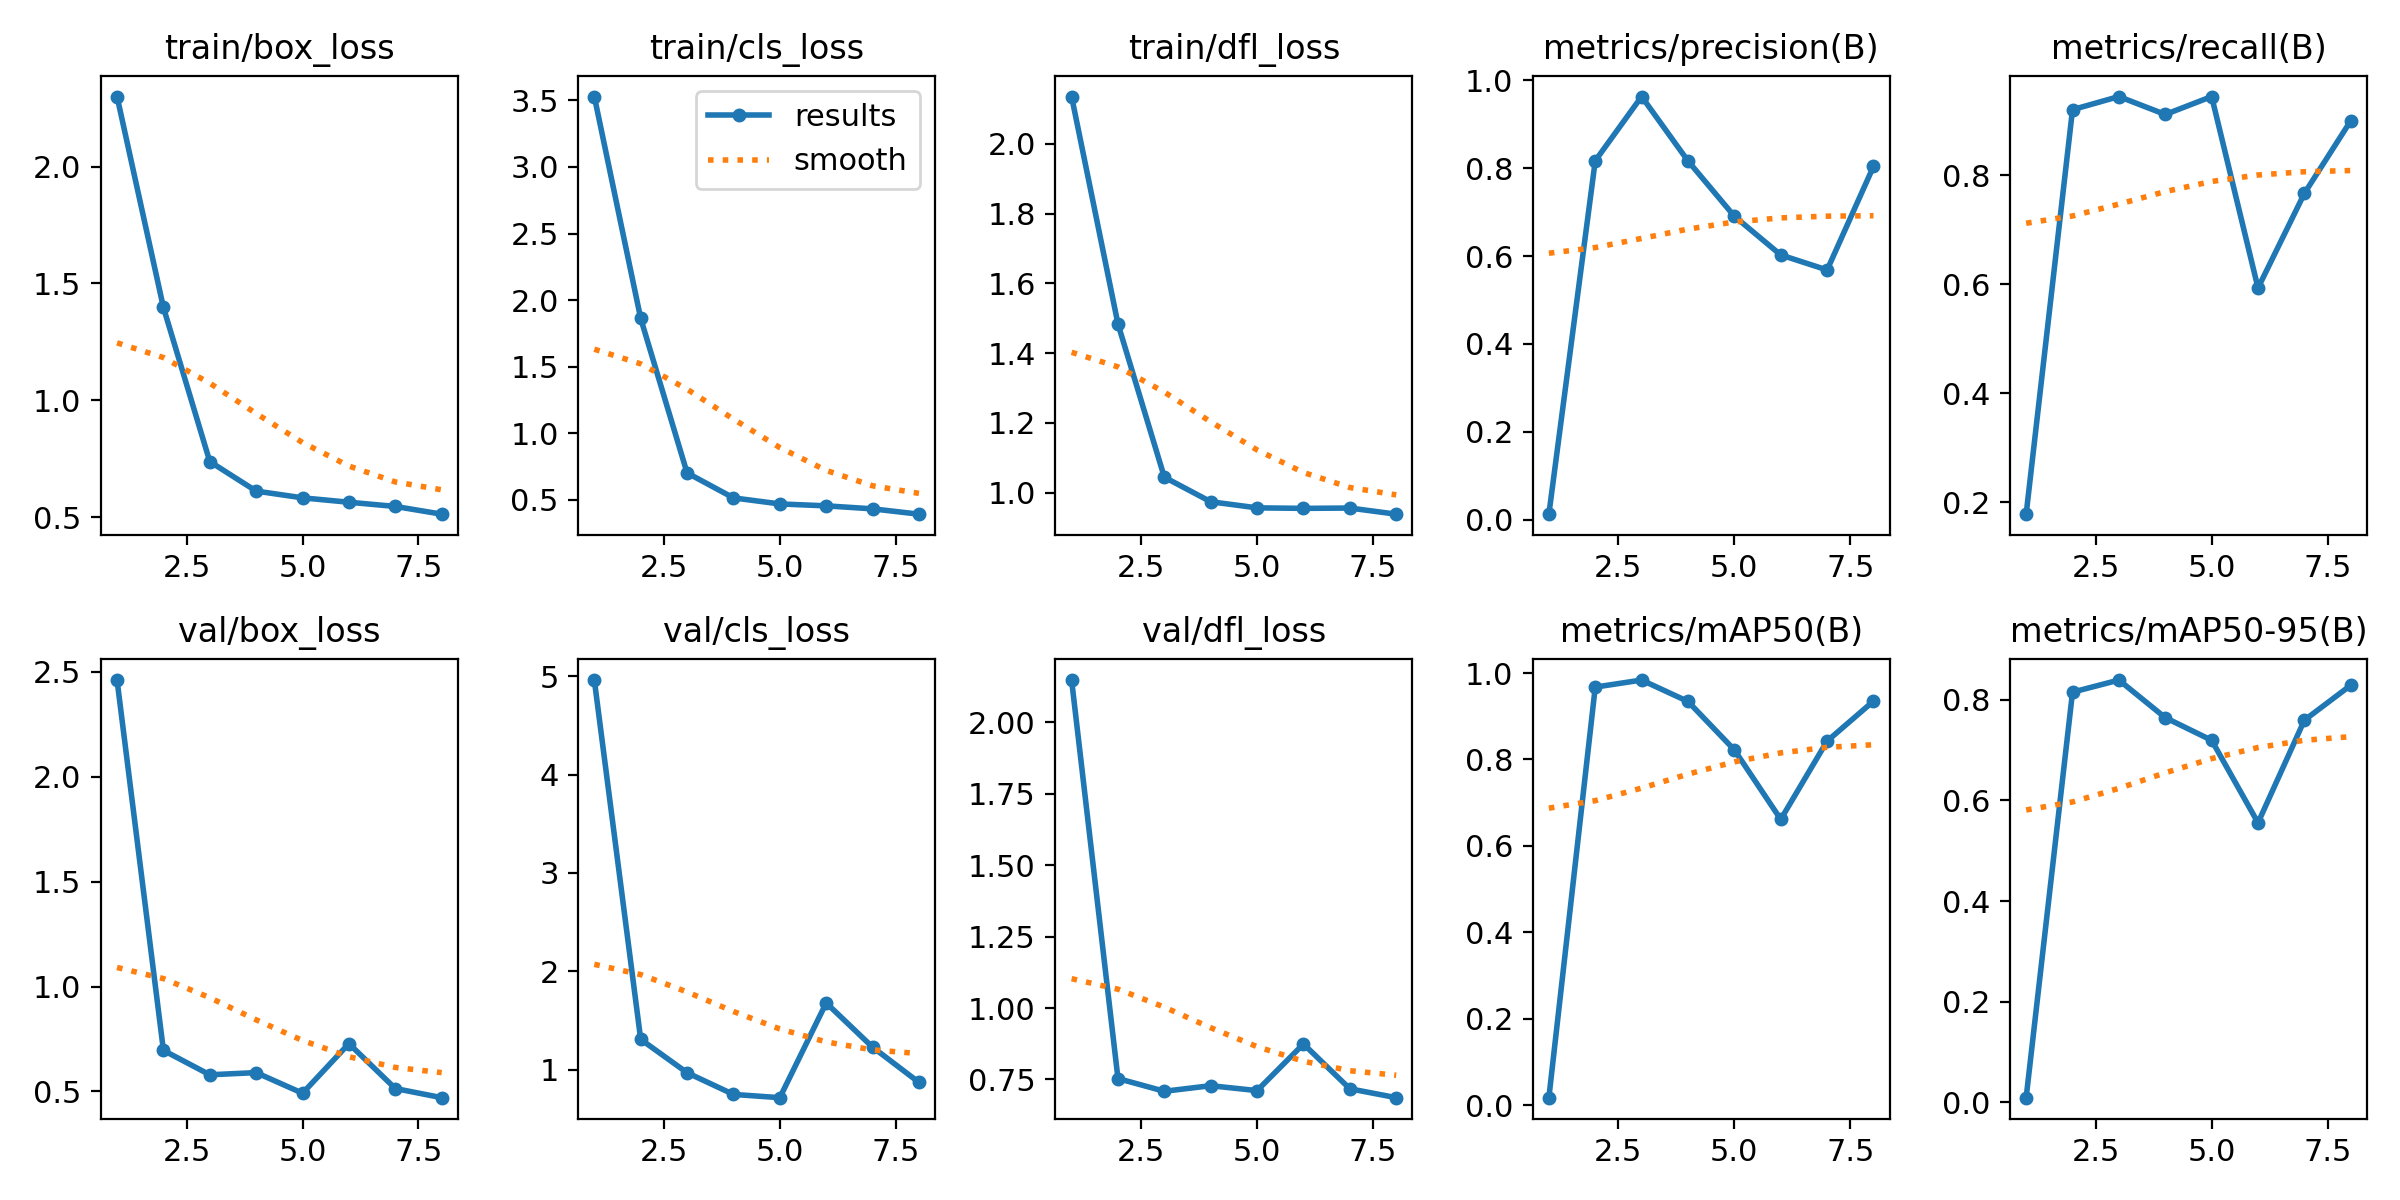 train/box_loss
2.0
1.5
1.0
0.5
2.5 5.0 7.5
train/cls_loss
results
smooth
3.5
3.0
2.5
2.0
1.5
1.0
0.5
2.5 5.0 7.5
train/dfl_loss
2.0
1.8
1.6
1.4
1.2
1.0
2.5 5.0 7.5
metrics/precision(B)
1.0
0.8
0.6
0.4
0.2
0.0
2.5 5.0 7.5
metrics/recall(B)
0.8
0.6
0.4
0.2
2.5 5.0 7.5
val/box_loss
2.5
2.0
1.5
1.0
0.5
2.5 5.0 7.5
val/cls_loss
5
4
3
2
1
2.5 5.0 7.5
val/dfl_loss
2.00
1.75
1.50
1.25
1.00
0.75
2.5 5.0 7.5
metrics/mAP50(B)
1.0
0.8
0.6
0.4
0.2
0.0
2.5 5.0 7.5
metrics/mAP50-95(B)
0.8
0.6
0.4
0.2
0.0
2.5 5.0 7.5